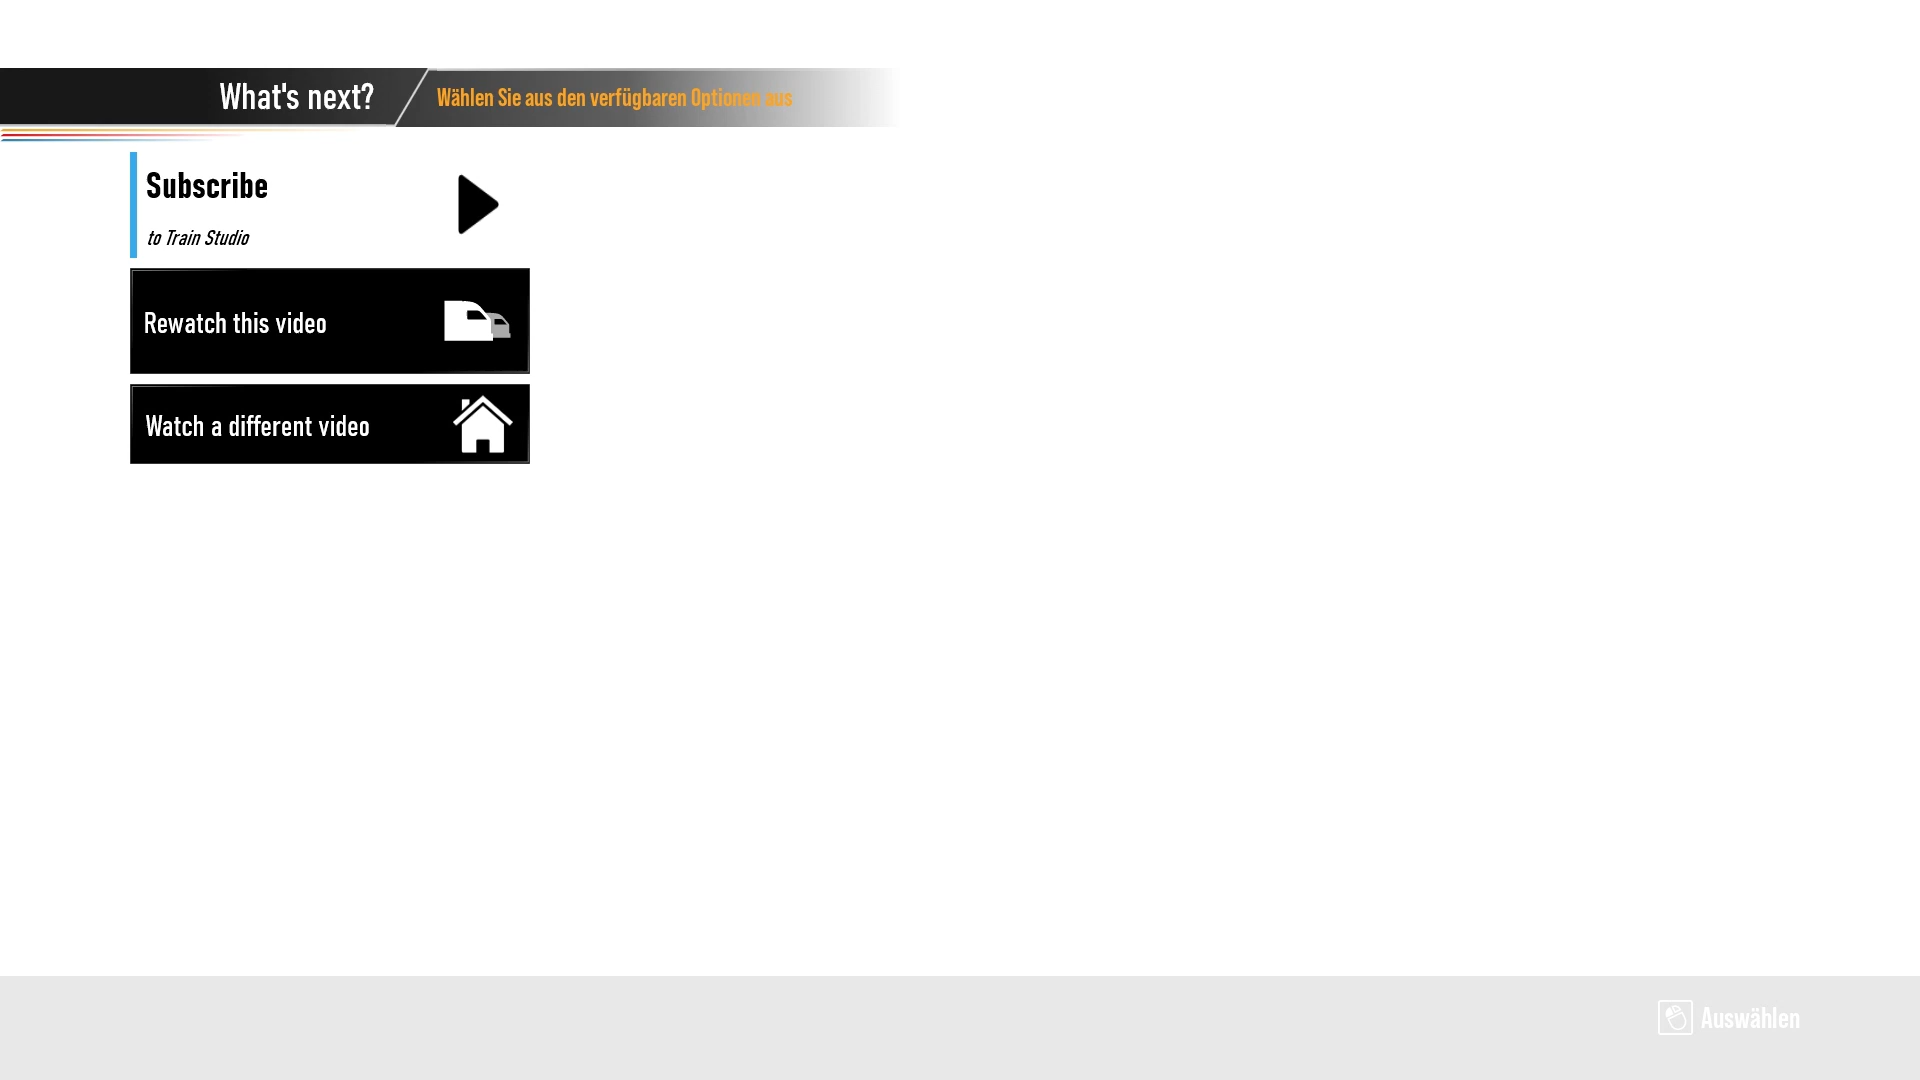 What's next?
Wählen Sie aus den verfügbaren Optionen aus
Subscribe
to Train Studio
Rewatch this video
Watch a different video
Auswählen